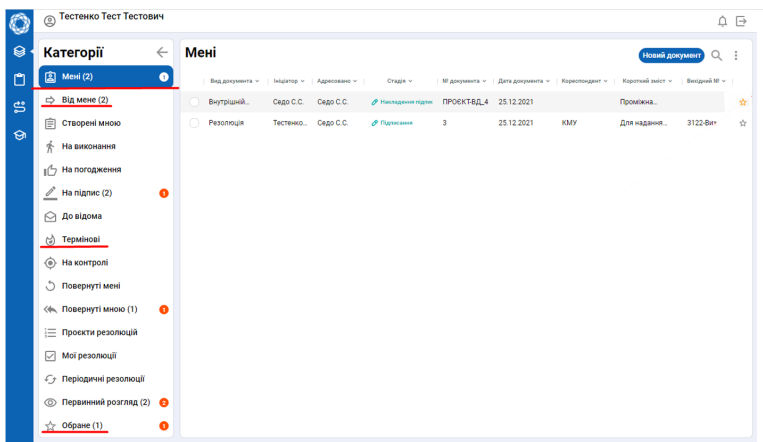 Тестенко Тест Тестович
Категорії
Мені (2) 1
Від мене (2)
Створені мною
На виконання
На погодження
На підпис (2) 1
До відома
Термінові
На контролі
Повернуті мені
Повернуті мною (1) 1
Проєкти резолюцій
Мої резолюції
Періодичні резолюції
Первинний розгляд (2) 2
Обране (1) 1
Мені
Новий документ
Вид документа Ініціатор Адресовано Стадія № документа Дата документа Кореспондент Короткий зміст Вихідний №
Внутрішній... Седо С.С. Седо С.С. Накладення підпис ПРОЄКТ-ВД_4 25.12.2021 Проміжна...
Резолюція Тестенко... Седо С.С. Підписання 3 25.12.2021 КМУ Для надання... 3122-Вит